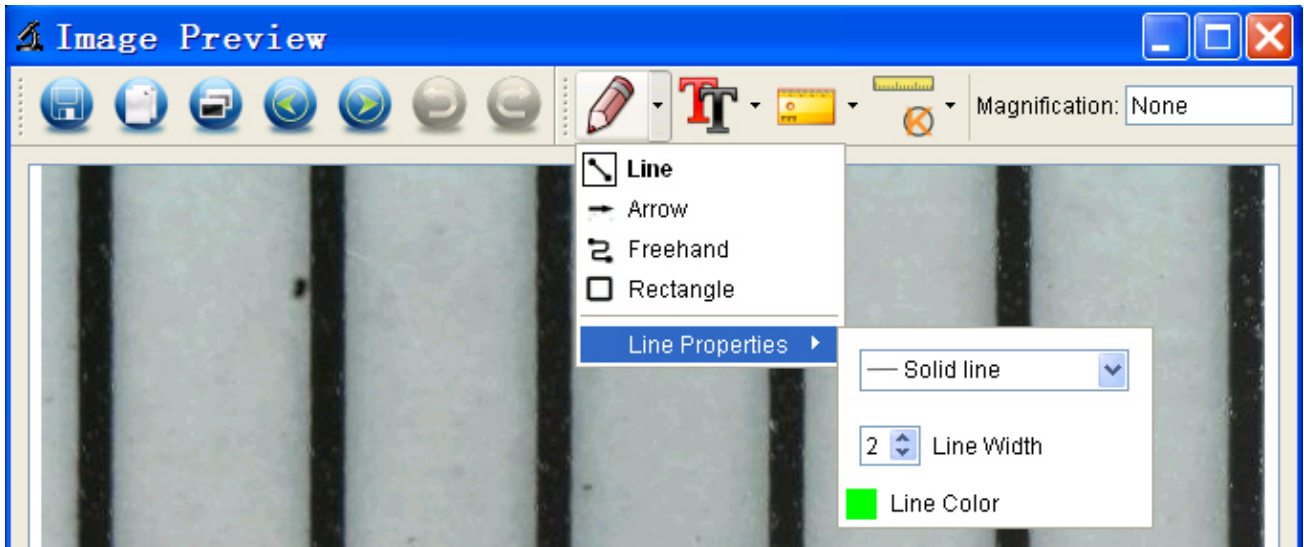 Image Preview
Magnification: None
Line
Arrow
Freehand
Rectangle
Line Properties
Solid line
2 Line Width
Line Color